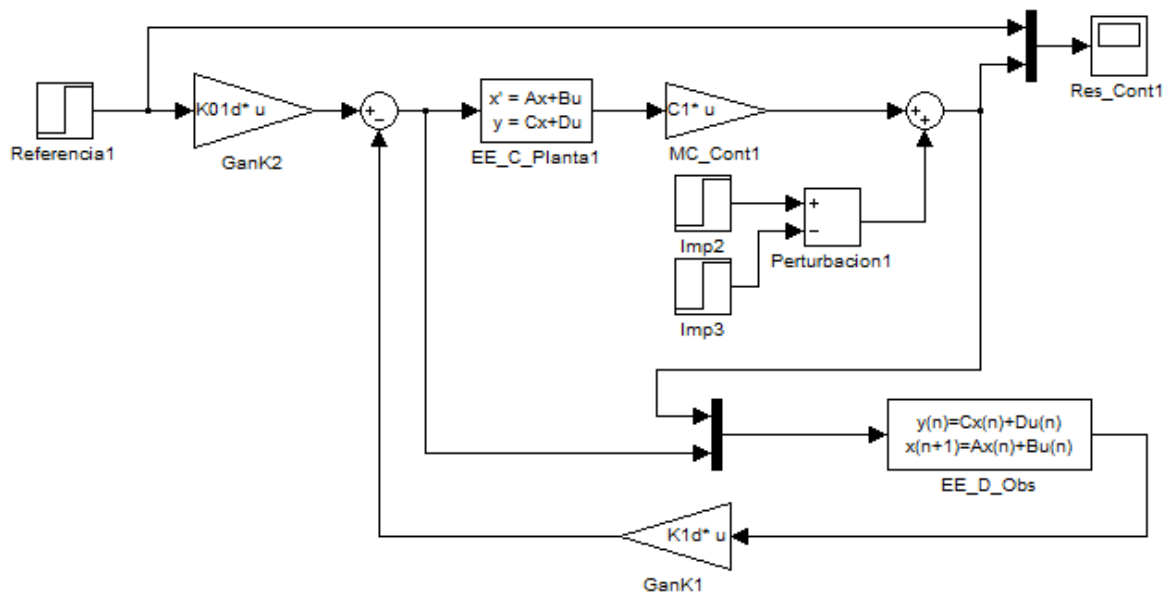 Res_Cont1
Referencia1
K01d* u
GanK2
+
−
x' = Ax+Bu
y = Cx+Du
EE_C_Planta1
C1* u
MC_Cont1
+
+
Imp2
+
−
Perturbacion1
Imp3
y(n)=Cx(n)+Du(n)
x(n+1)=Ax(n)+Bu(n)
EE_D_Obs
K1d* u
GanK1